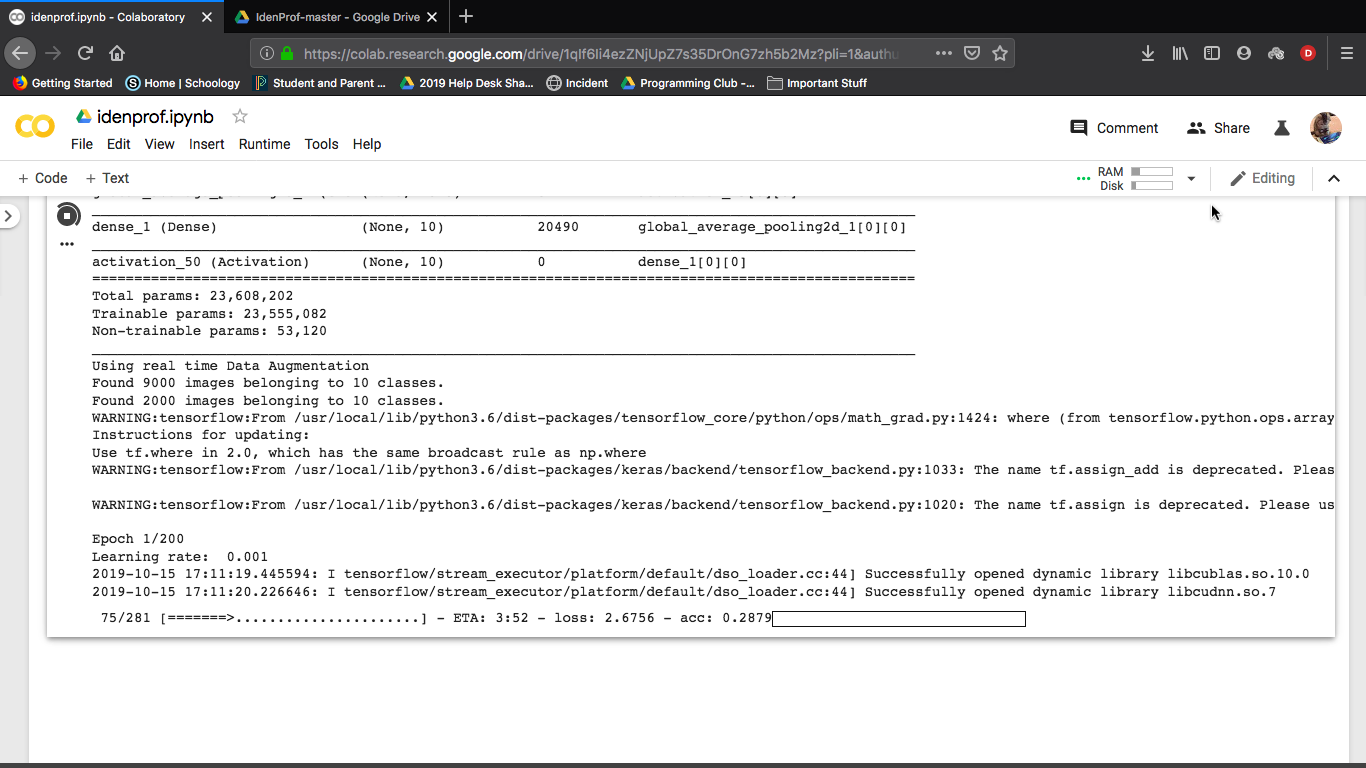 idenprof.ipynb - Colaboratory
IdenProf-master - Google Drive
https://colab.research.google.com/drive/1qIf6Ii4ezZNjUpZ7s35DrOnG7zh5b2Mz?pli=1&authu
D
Getting Started
Home | Schoology
Student and Parent ...
2019 Help Desk Sha...
Incident
Programming Club -...
Important Stuff
idenprof.ipynb
Comment
Share
File Edit View Insert Runtime Tools Help
+ Code + Text
RAM
Disk
Editing
dense_1 (Dense) (None, 10) 20490 global_average_pooling2d_1[0][0]
activation_50 (Activation) (None, 10) 0 dense_1[0][0]
==================================================================================================
Total params: 23,608,202
Trainable params: 23,555,082
Non-trainable params: 53,120
Using real time Data Augmentation
Found 9000 images belonging to 10 classes.
Found 2000 images belonging to 10 classes.
WARNING:tensorflow:From /usr/local/lib/python3.6/dist-packages/tensorflow_core/python/ops/math_grad.py:1424: where (from tensorflow.python.ops.array
Instructions for updating:
Use tf.where in 2.0, which has the same broadcast rule as np.where
WARNING:tensorflow:From /usr/local/lib/python3.6/dist-packages/keras/backend/tensorflow_backend.py:1033: The name tf.assign_add is deprecated. Pleas
WARNING:tensorflow:From /usr/local/lib/python3.6/dist-packages/keras/backend/tensorflow_backend.py:1020: The name tf.assign is deprecated. Please us
Epoch 1/200
Learning rate: 0.001
2019-10-15 17:11:19.445594: I tensorflow/stream_executor/platform/default/dso_loader.cc:44] Successfully opened dynamic library libcublas.so.10.0
2019-10-15 17:11:20.226646: I tensorflow/stream_executor/platform/default/dso_loader.cc:44] Successfully opened dynamic library libcudnn.so.7
75/281 [=======>......................] - ETA: 3:52 - loss: 2.6756 - acc: 0.2879